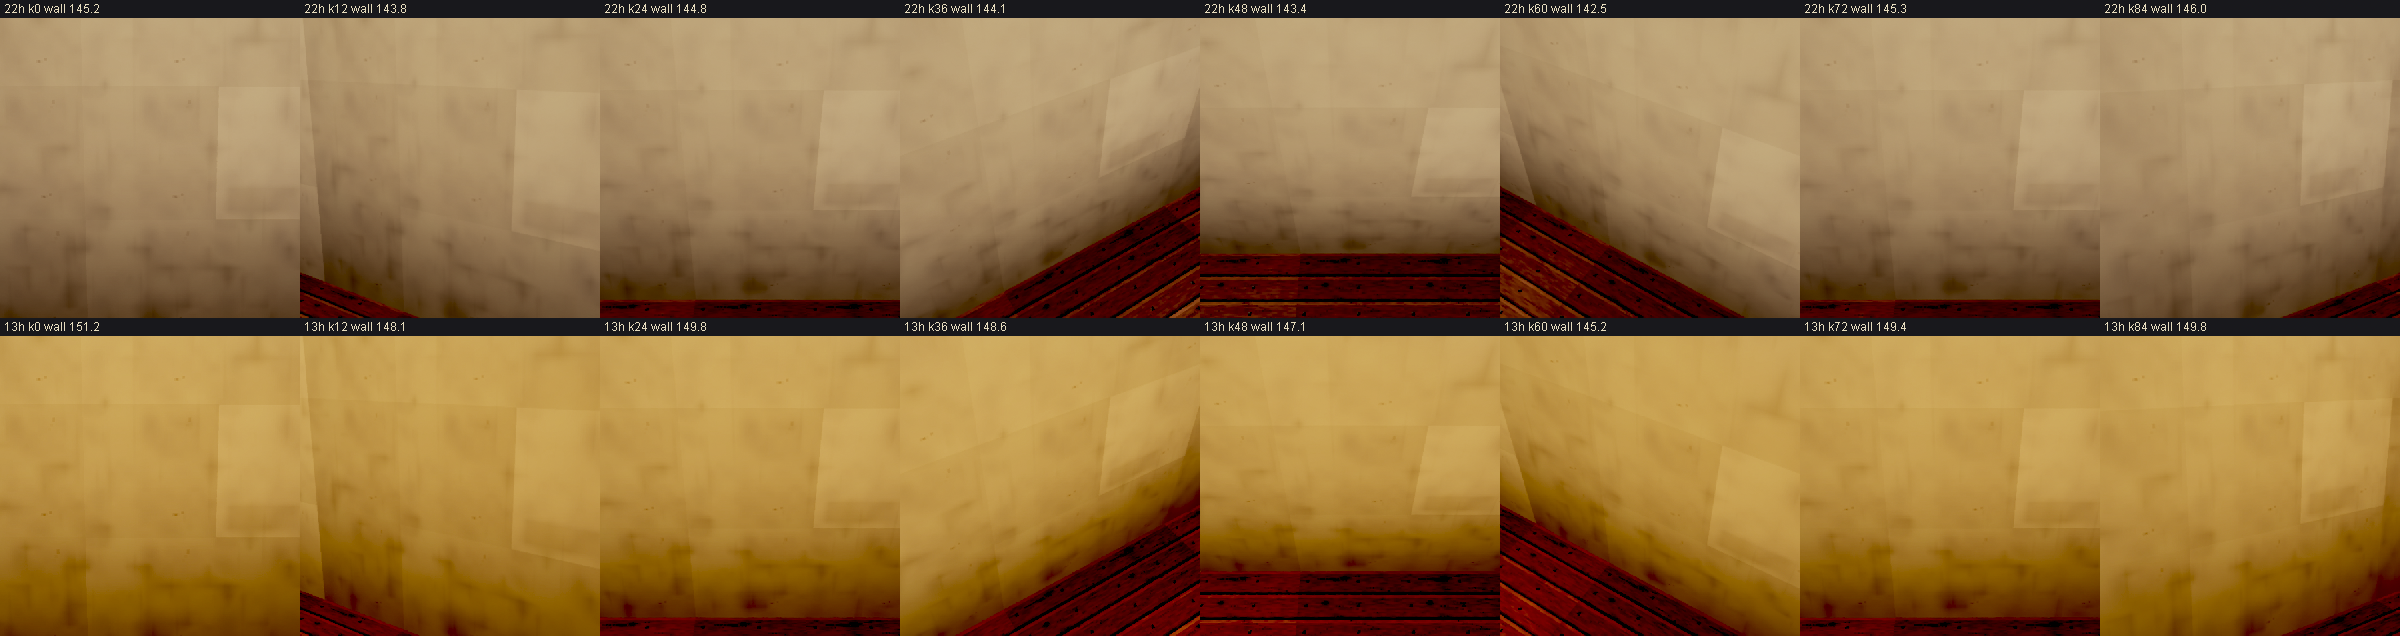 22h k0 wall 145.2
22h k12 wall 143.8
22h k24 wall 144.8
22h k36 wall 144.1
22h k48 wall 143.4
22h k60 wall 142.5
22h k72 wall 145.3
22h k84 wall 146.0
13h k0 wall 151.2
13h k12 wall 148.1
13h k24 wall 149.8
13h k36 wall 148.6
13h k48 wall 147.1
13h k60 wall 145.2
13h k72 wall 149.4
13h k84 wall 149.8